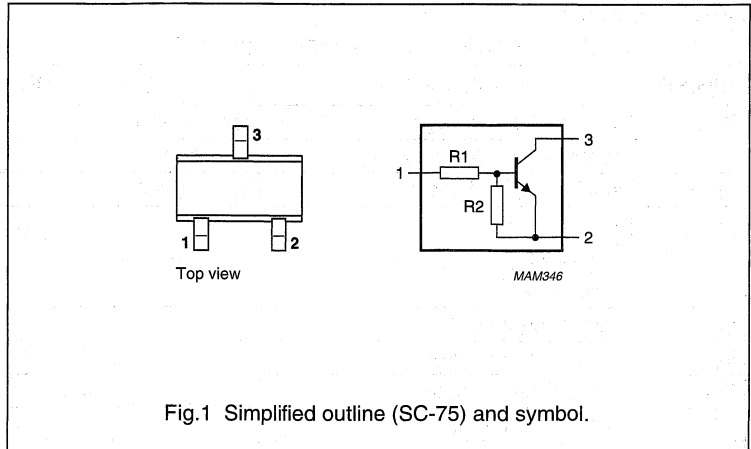 3
1
2
Top view
1
R1
R2
3
2
MAM346
Fig.1 Simplified outline (SC-75) and symbol.